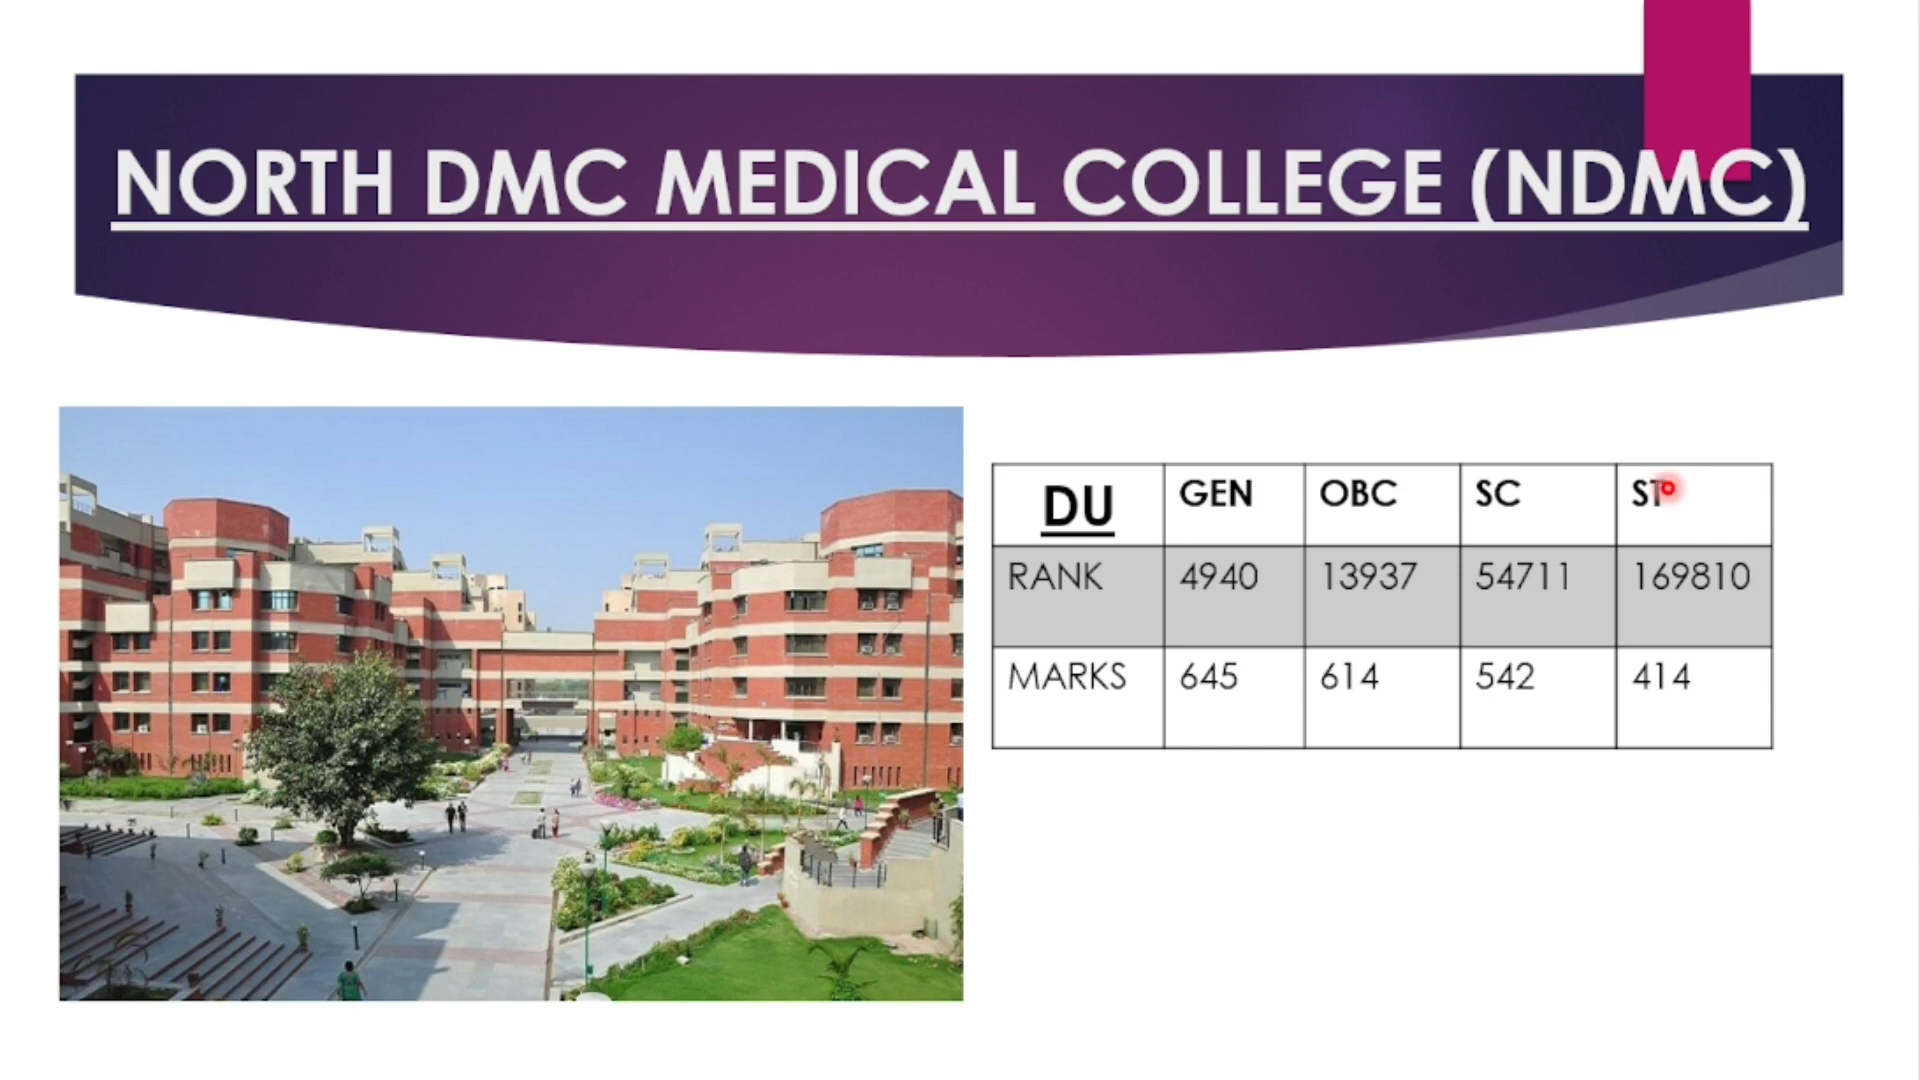 NORTH DMC MEDICAL COLLEGE (NDMC)
DU GEN OBC SC ST
RANK 4940 13937 54711 169810
MARKS 645 614 542 414